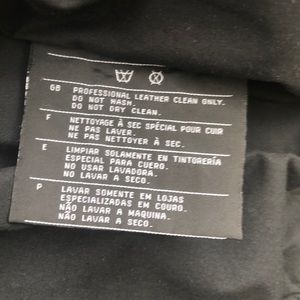 GB PROFESSIONAL LEATHER CLEAN ONLY.
DO NOT WASH.
DO NOT DRY CLEAN.
F NETTOYAGE À SEC SPÉCIAL POUR CUIR
NE PAS LAVER.
NE PAS NETTOYER À SEC.
E LIMPIAR SOLAMENTE EN TINTORERÍA
ESPECIAL PARA CUERO.
NO USAR LAVADORA.
NO LAVAR A SECO.
P LAVAR SOMENTE EM LOJAS
ESPECIALIZADAS EM COURO.
NÃO LAVAR A MAQUINA.
NÃO LAVAR A SECO.